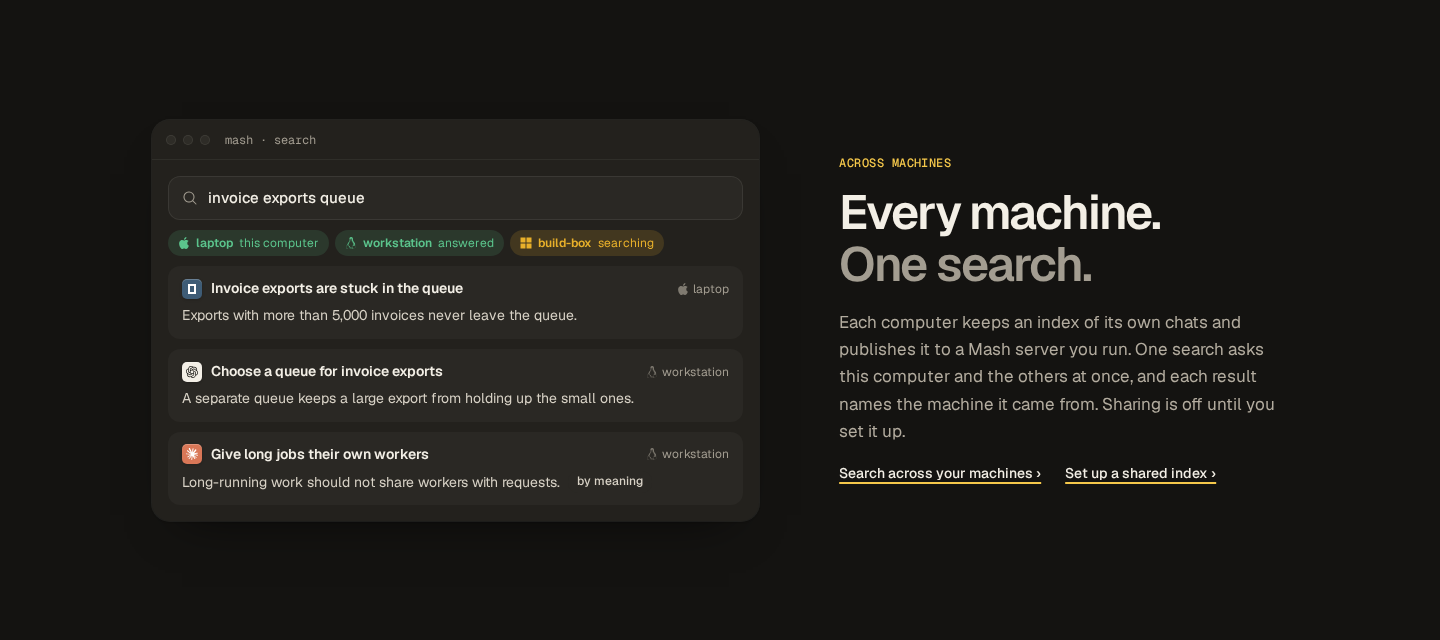 mash · search
invoice exports queue
laptop this computer
workstation answered
build-box searching
Invoice exports are stuck in the queue
laptop
Exports with more than 5,000 invoices never leave the queue.
Choose a queue for invoice exports
workstation
A separate queue keeps a large export from holding up the small ones.
Give long jobs their own workers
workstation
Long-running work should not share workers with requests.
by meaning
ACROSS MACHINES
Every machine.
One search.
Each computer keeps an index of its own chats and
publishes it to a Mash server you run. One search asks
this computer and the others at once, and each result
names the machine it came from. Sharing is off until you
set it up.
Search across your machines ›
Set up a shared index ›